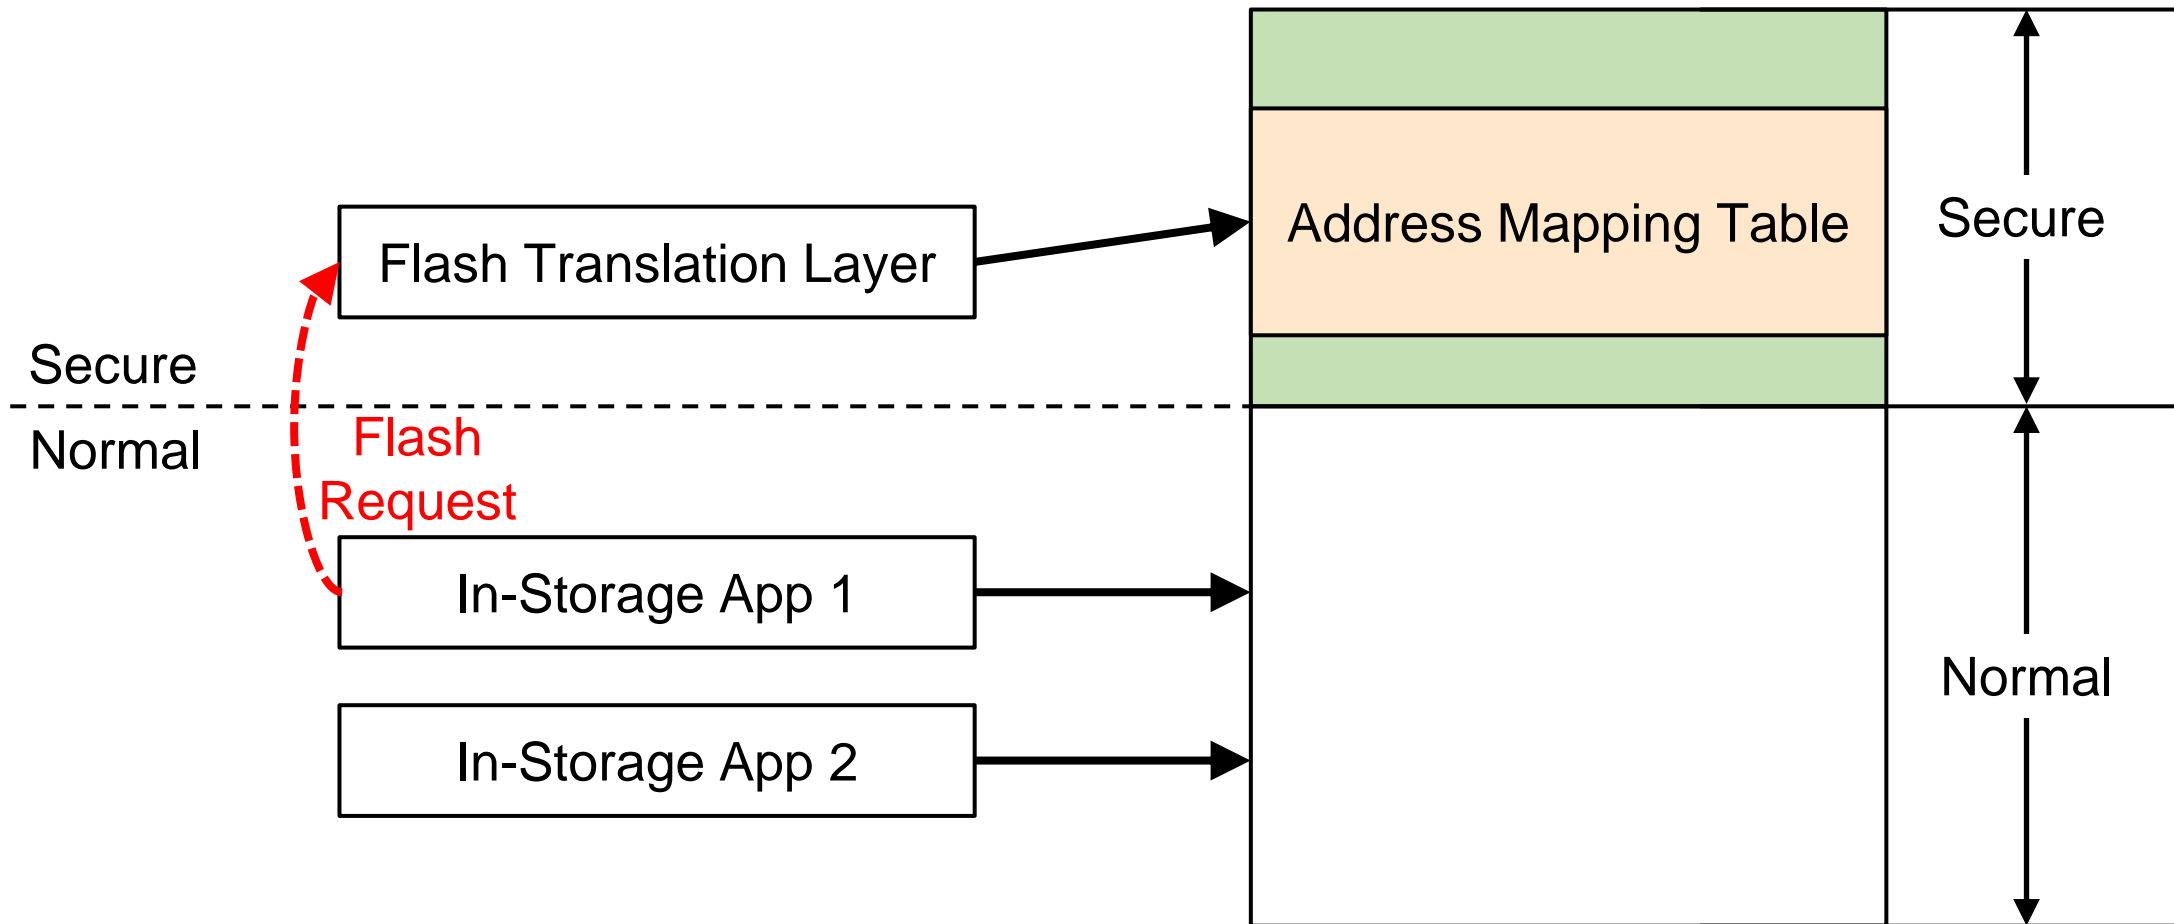 Address Mapping Table
Secure
Flash Translation Layer
Secure
Normal
Flash
Request
In-Storage App 1
Normal
In-Storage App 2